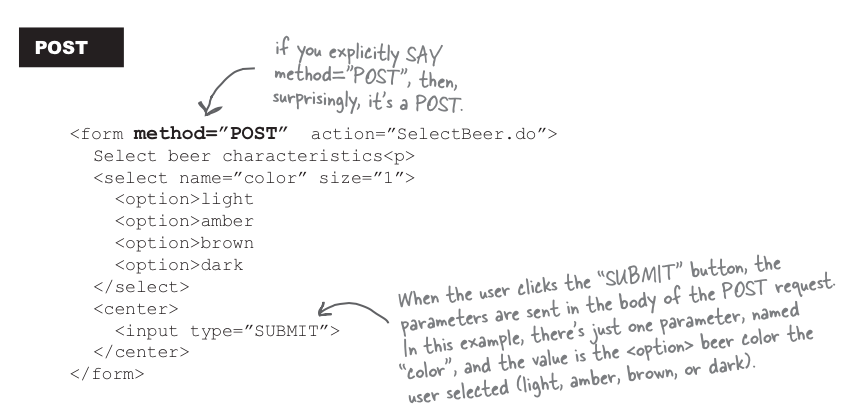 POST
if you explicitly SAY
method="POST", then,
surprisingly, it's a POST.
<form method=”POST”  action=”SelectBeer.do”>
Select beer characteristics<p>
<select name=”color” size=”1”>
<option>light
<option>amber
<option>brown
<option>dark
</select>
<center>
<input type=”SUBMIT”>
</center>
</form>
When the user clicks the "SUBMIT" button, the
parameters are sent in the body of the POST request.
In this example, there's just one parameter, named
"color", and the value is the <option> beer color the
user selected (light, amber, brown, or dark).